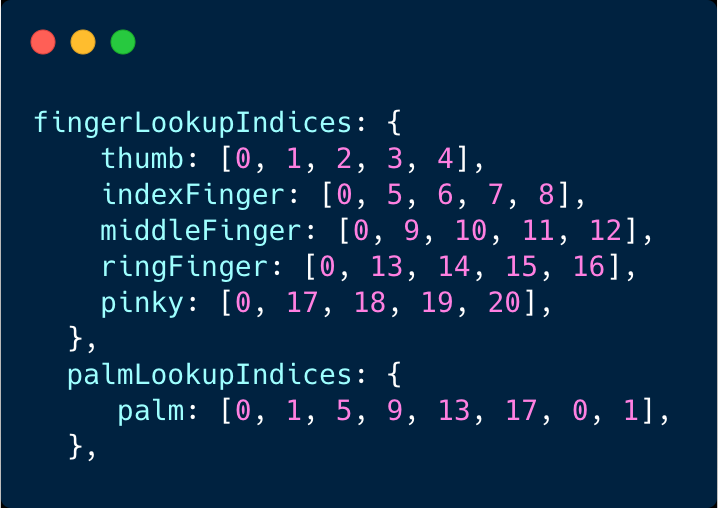 fingerLookupIndices: {
    thumb: [0, 1, 2, 3, 4],
    indexFinger: [0, 5, 6, 7, 8],
    middleFinger: [0, 9, 10, 11, 12],
    ringFinger: [0, 13, 14, 15, 16],
    pinky: [0, 17, 18, 19, 20],
  },
  palmLookupIndices: {
     palm: [0, 1, 5, 9, 13, 17, 0, 1],
  },